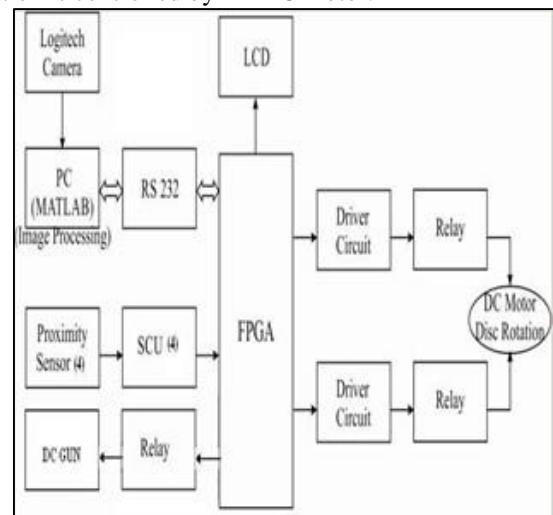 Logitech
Camera
LCD
PC
(MATLAB)
(Image Processing)
RS 232
FPGA
Driver
Circuit
Relay
DC Motor
Disc Rotation
Proximity
Sensor (4)
SCU (4)
Driver
Circuit
Relay
DC GUN
Relay